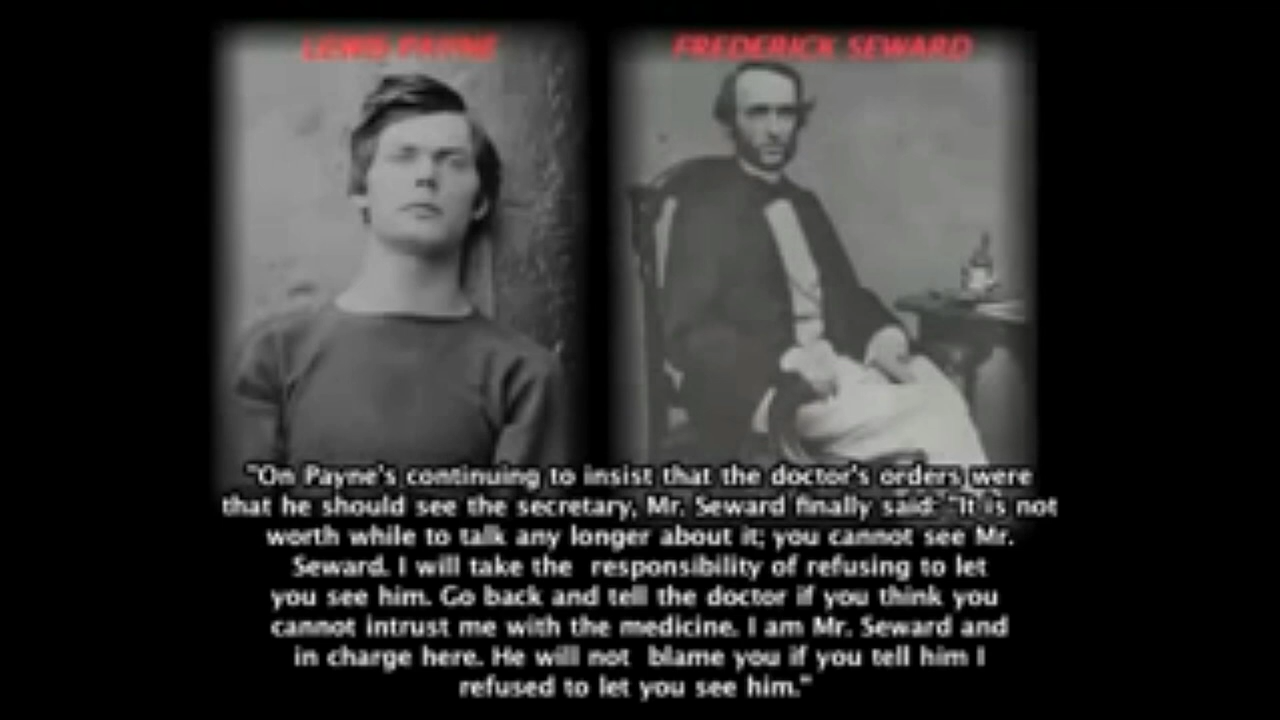 LEWIS PAYNE
FREDERICK SEWARD
"On Payne's continuing to insist that the doctor's orders were
that he should see the secretary, Mr. Seward finally said: "It is not
worth while to talk any longer about it; you cannot see Mr.
Seward. I will take the responsibility of refusing to let
you see him. Go back and tell the doctor if you think you
cannot intrust me with the medicine. I am Mr. Seward and
in charge here. He will not blame you if you tell him I
refused to let you see him."